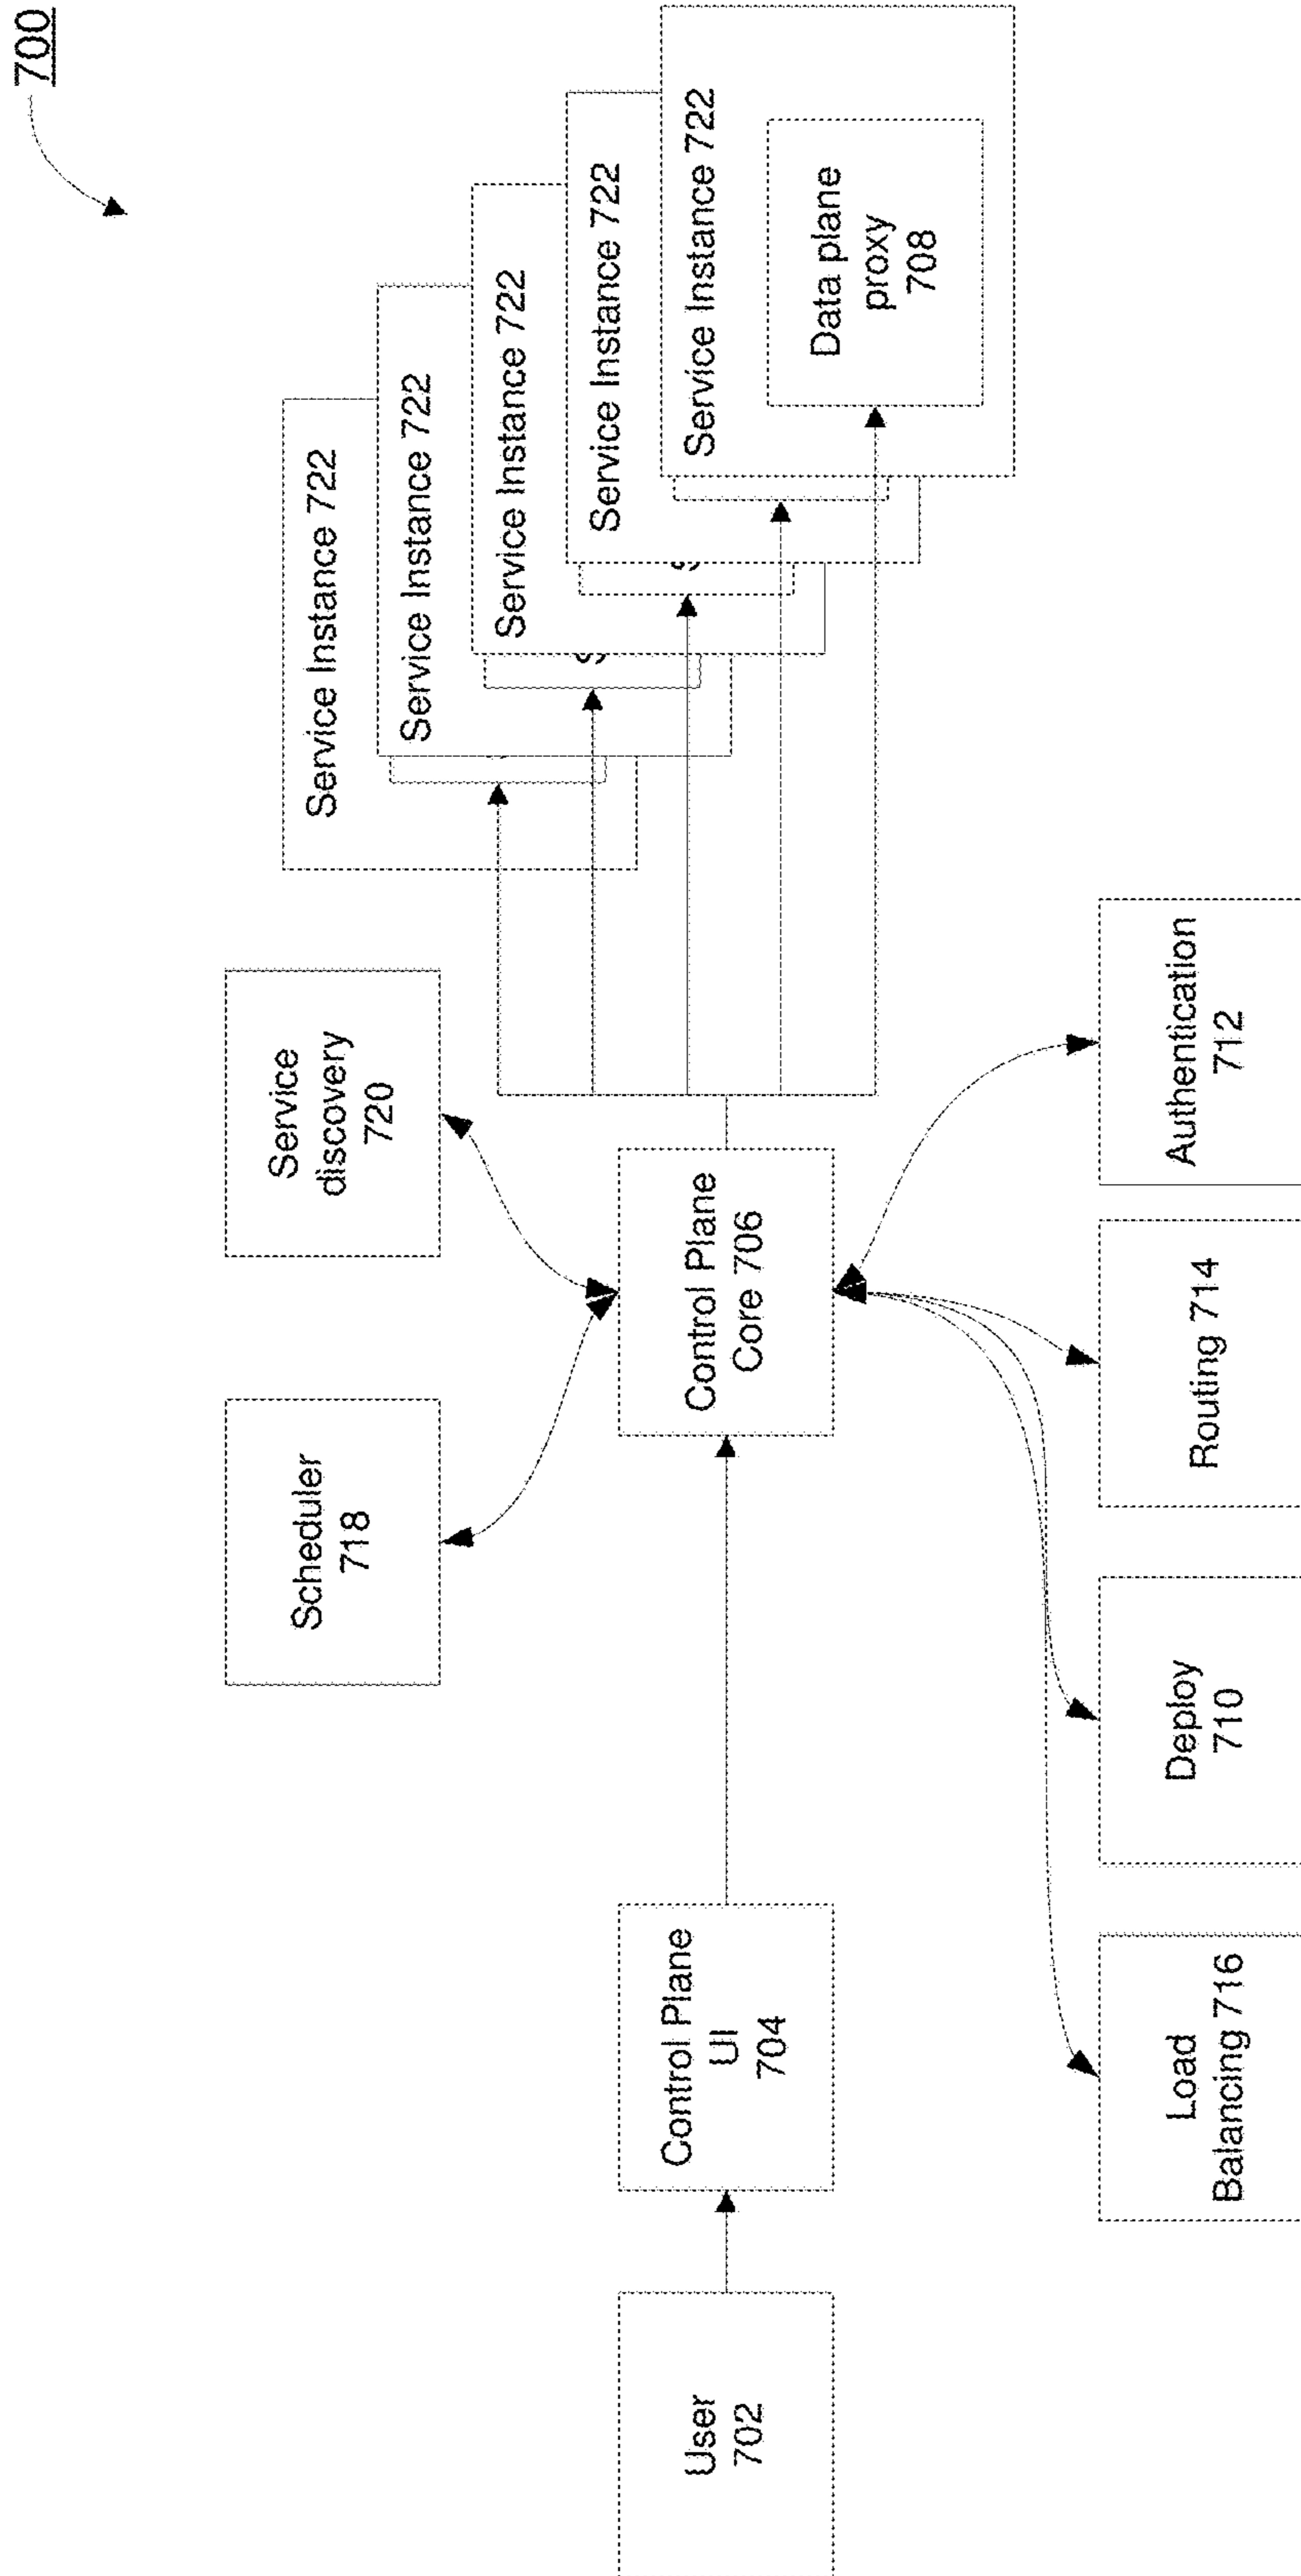 700
Service Instance 722
Service Instance 722
Service Instance 722
Service Instance 722
Service Instance 722
Data plane
proxy
708
Scheduler
718
Service
discovery
720
User
702
Control Plane
UI
704
Control Plane
Core 706
Load
Balancing 716
Deploy
710
Routing 714
Authentication
712